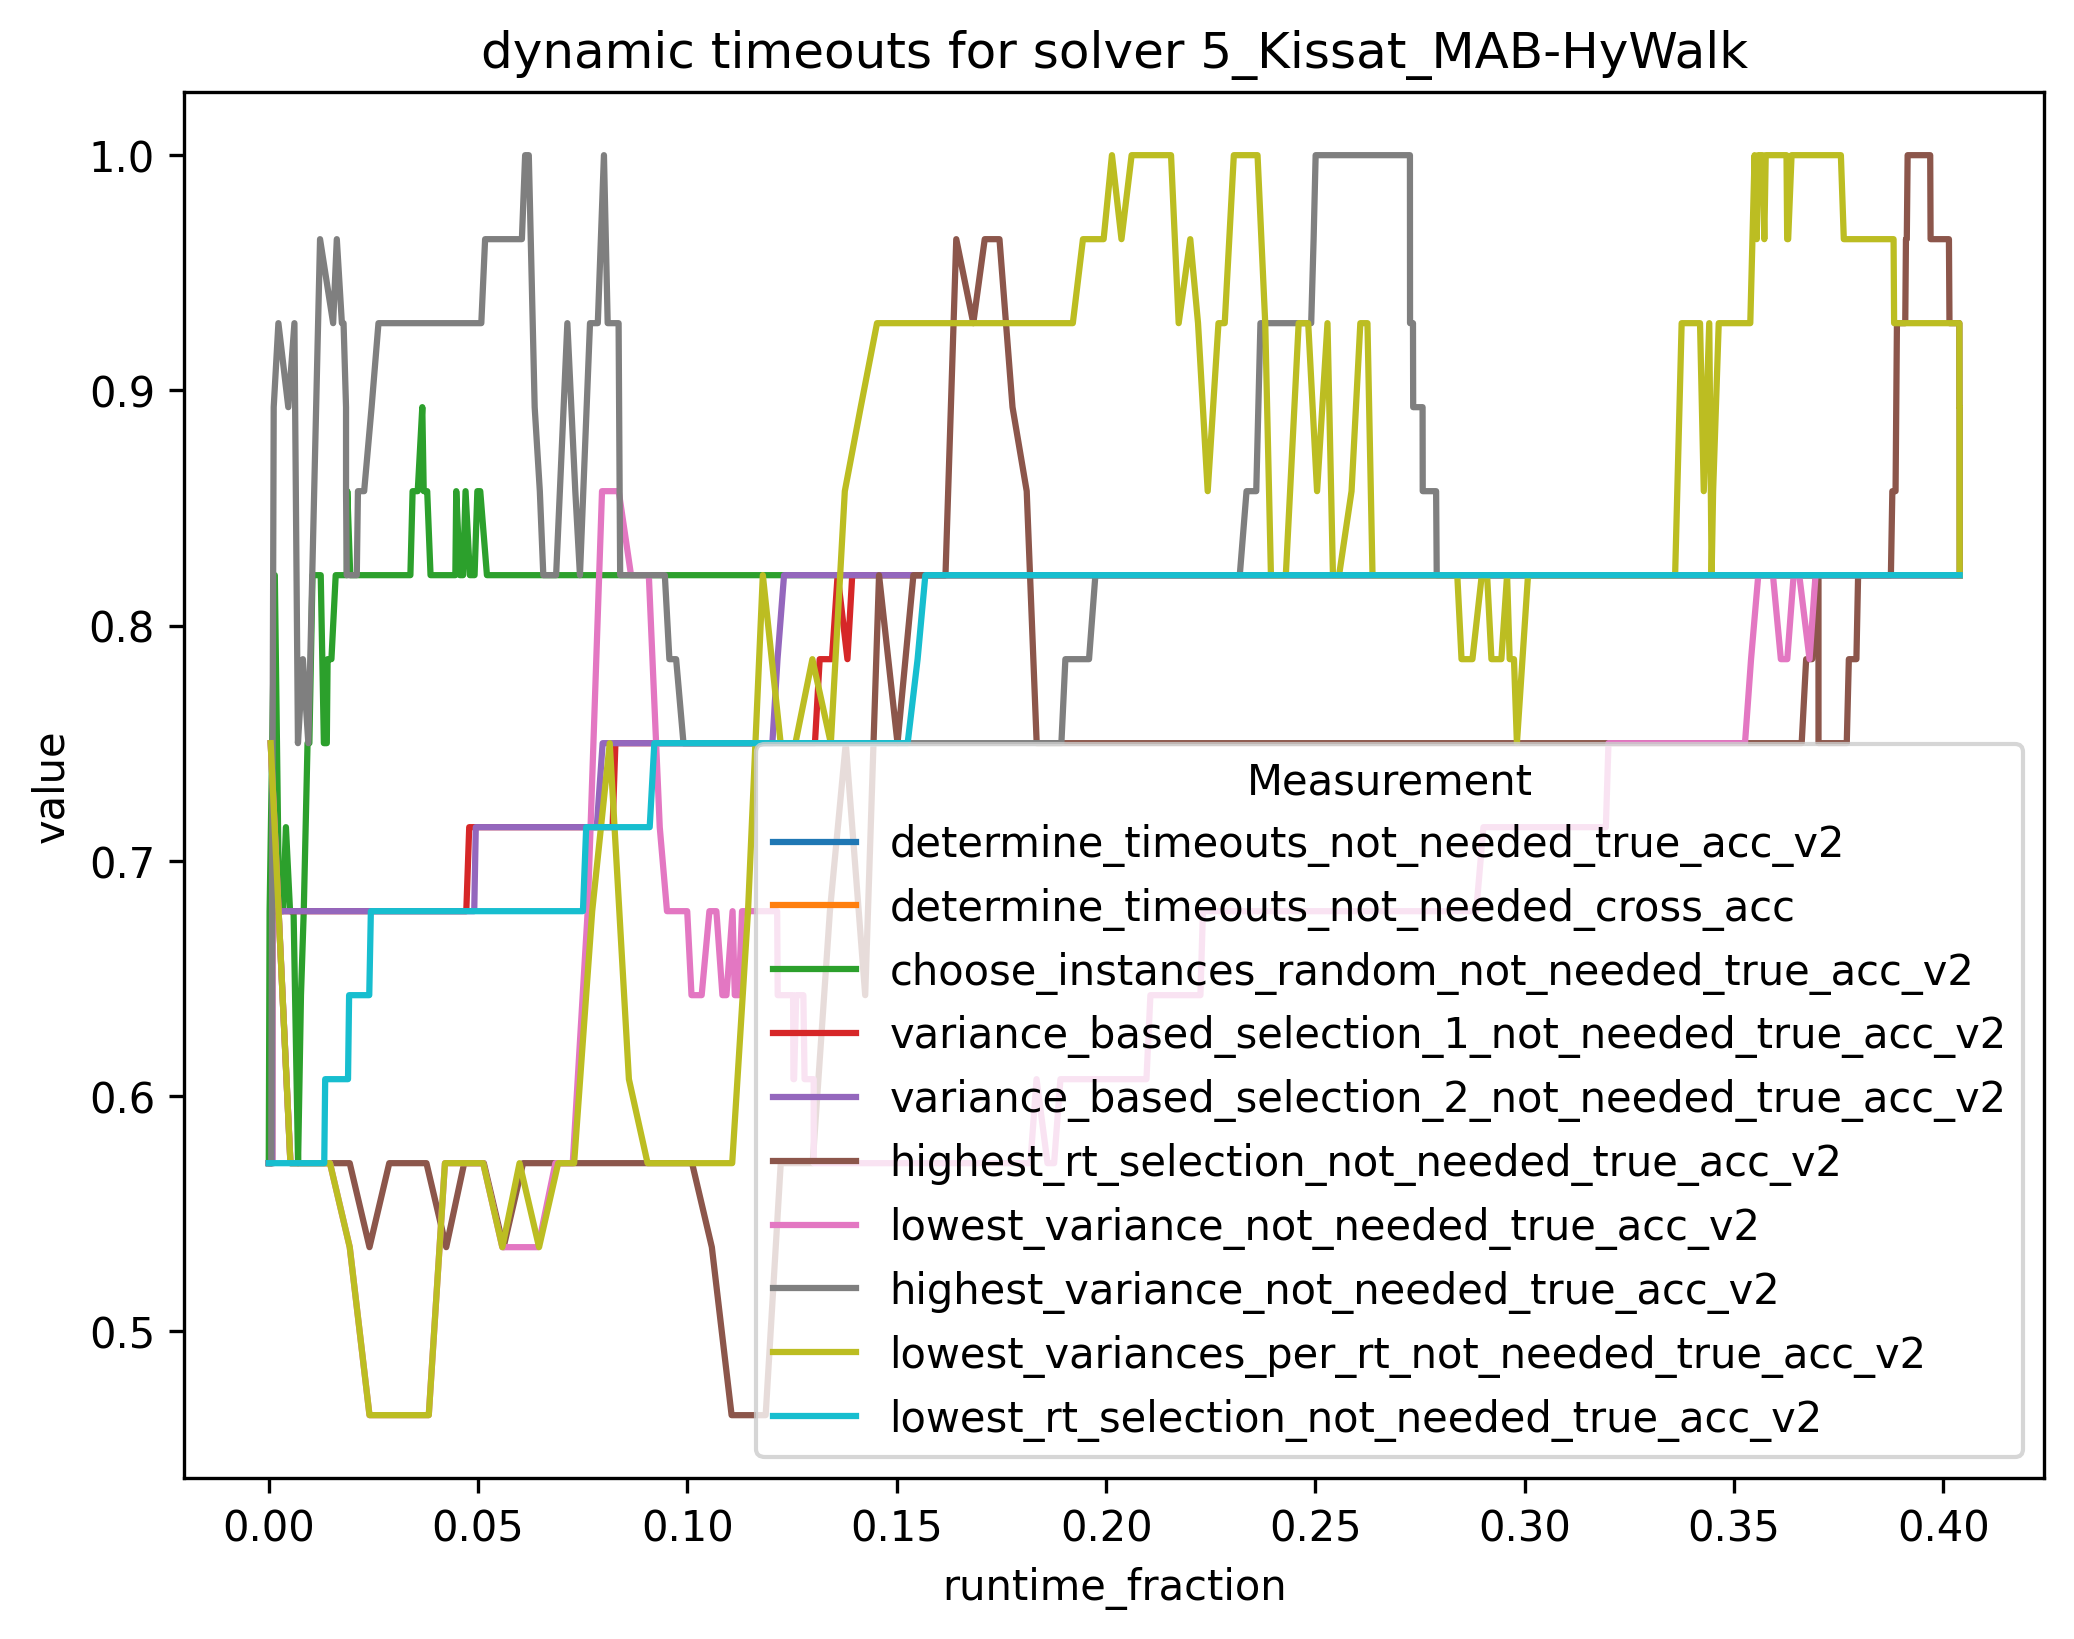 dynamic timeouts for solver 5_Kissat_MAB-HyWalk
1.0
0.9
0.8
0.7
0.6
0.5
value
Measurement
determine_timeouts_not_needed_true_acc_v2
determine_timeouts_not_needed_cross_acc
choose_instances_random_not_needed_true_acc_v2
variance_based_selection_1_not_needed_true_acc_v2
variance_based_selection_2_not_needed_true_acc_v2
highest_rt_selection_not_needed_true_acc_v2
lowest_variance_not_needed_true_acc_v2
highest_variance_not_needed_true_acc_v2
lowest_variances_per_rt_not_needed_true_acc_v2
lowest_rt_selection_not_needed_true_acc_v2
0.00 0.05 0.10 0.15 0.20 0.25 0.30 0.35 0.40
runtime_fraction